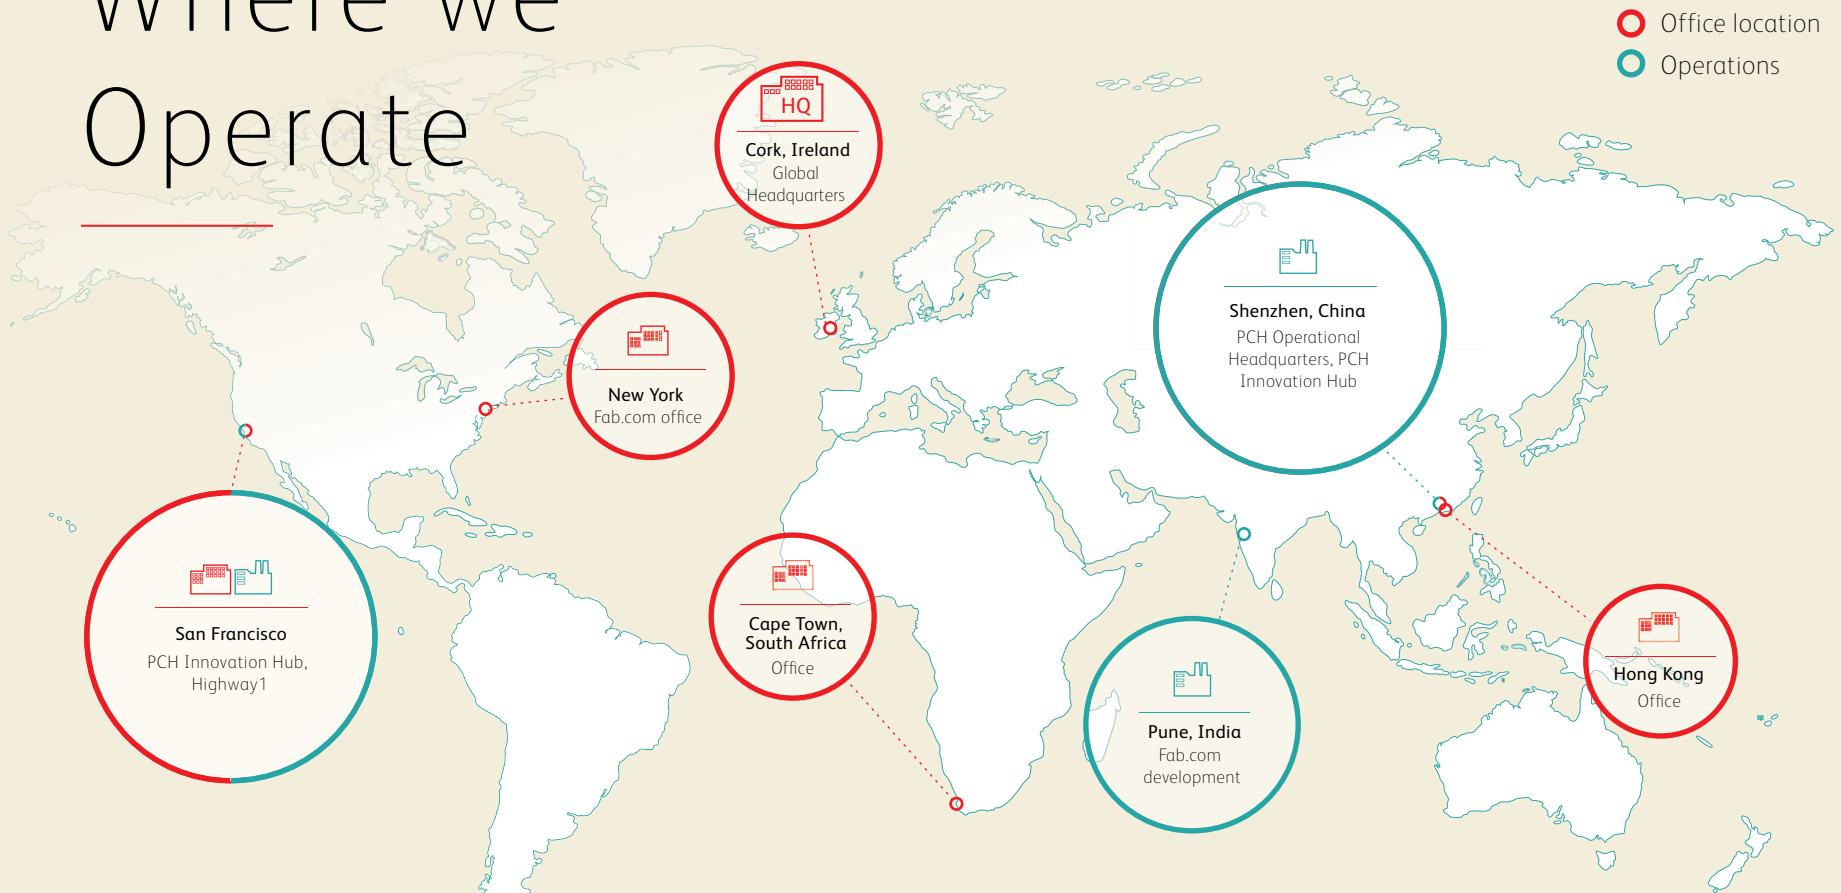 Where we
Operate
Office location
Operations
HQ
Cork, Ireland
Global
Headquarters
Shenzhen, China
PCH Operational
Headquarters, PCH
Innovation Hub
New York
Fab.com office
San Francisco
PCH Innovation Hub,
Highway1
Cape Town,
South Africa
Office
Pune, India
Fab.com
development
Hong Kong
Office